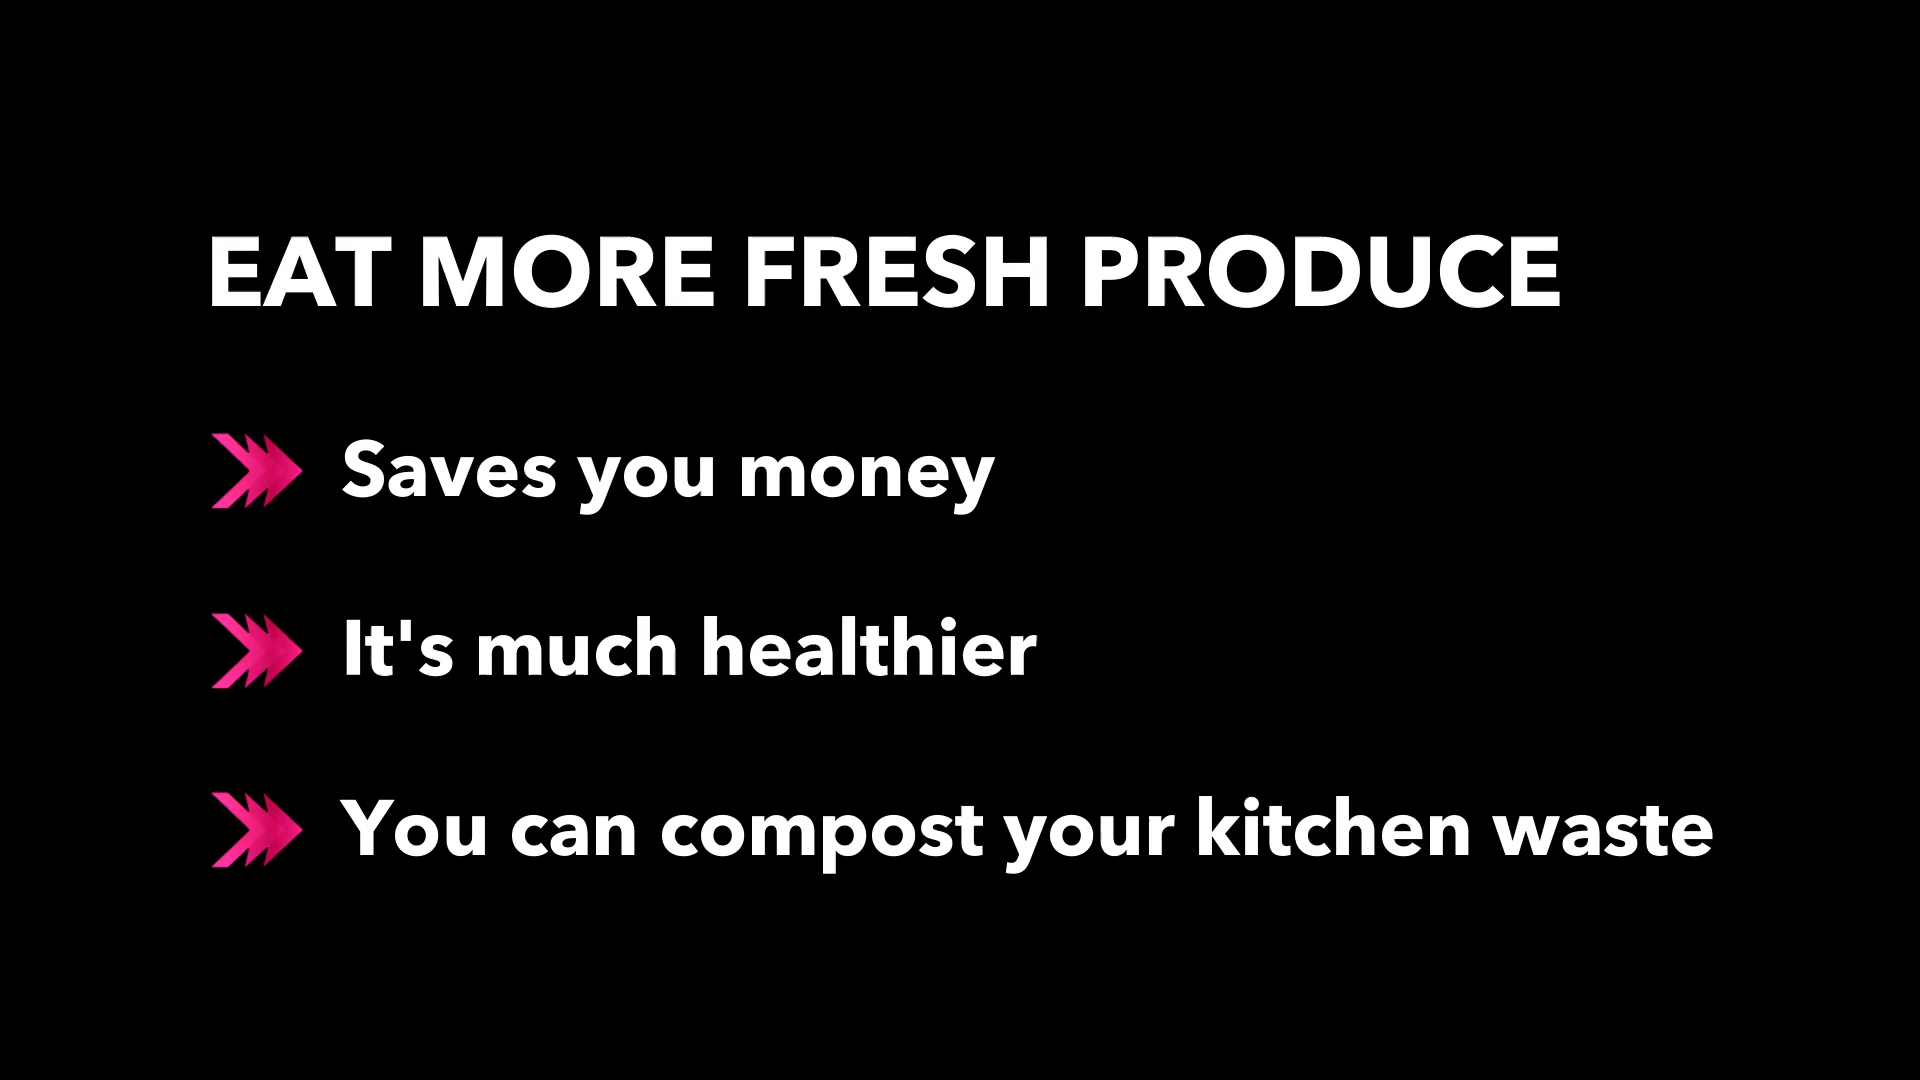 EAT MORE FRESH PRODUCE
Saves you money
It's much healthier
You can compost your kitchen waste